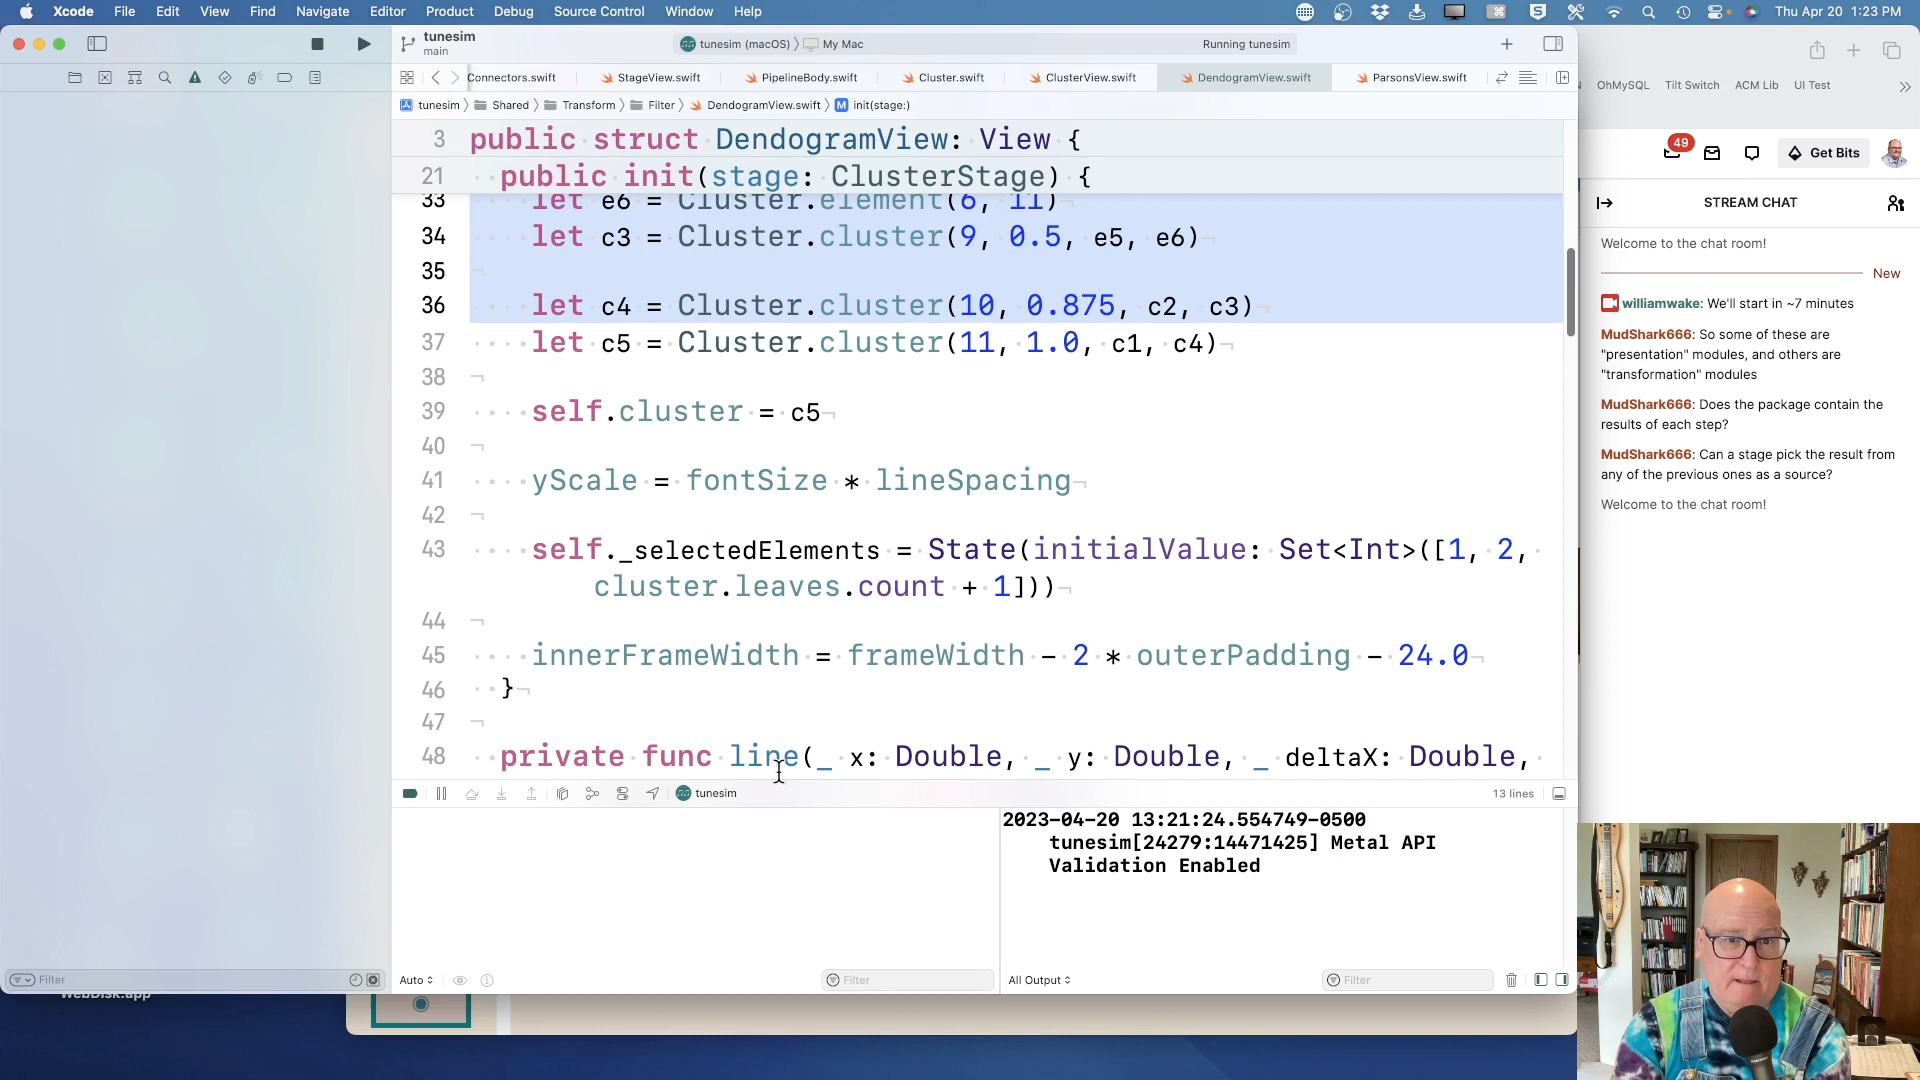 Xcode File Edit View Find Navigate Editor Product Debug Source Control Window Help Thu Apr 20 1:23 PM
tunesim
main
tunesim (macOS) My Mac Running tunesim
Connectors.swift StageView.swift PipelineBody.swift Cluster.swift ClusterView.swift DendogramView.swift ParsonsView.swift
tunesim Shared Transform Filter DendogramView.swift M init(stage:)
3 public struct DendogramView: View {
21 public init(stage: ClusterStage) {
33 let e6 = Cluster.element(6, 11)
34 let c3 = Cluster.cluster(9, 0.5, e5, e6)
35
36 let c4 = Cluster.cluster(10, 0.875, c2, c3)
37 let c5 = Cluster.cluster(11, 1.0, c1, c4)
38
39 self.cluster = c5
40
41 yScale = fontSize * lineSpacing
42
43 self._selectedElements = State(initialValue: Set<Int>([1, 2,
cluster.leaves.count + 1]))
44
45 innerFrameWidth = frameWidth - 2 * outerPadding - 24.0
46 }
47
48 private func line(_ x: Double, _ y: Double, _ deltaX: Double,
tunesim 13 lines
2023-04-20 13:21:24.554749-0500
tunesim[24279:14471425] Metal API
Validation Enabled
Auto Filter All Output Filter
Filter
WebDisk.app
OhMySQL Tilt Switch ACM Lib UI Test
49 Get Bits
STREAM CHAT
Welcome to the chat room!
New
williamwake: We'll start in ~7 minutes
MudShark666: So some of these are
"presentation" modules, and others are
"transformation" modules
MudShark666: Does the package contain the
results of each step?
MudShark666: Can a stage pick the result from
any of the previous ones as a source?
Welcome to the chat room!